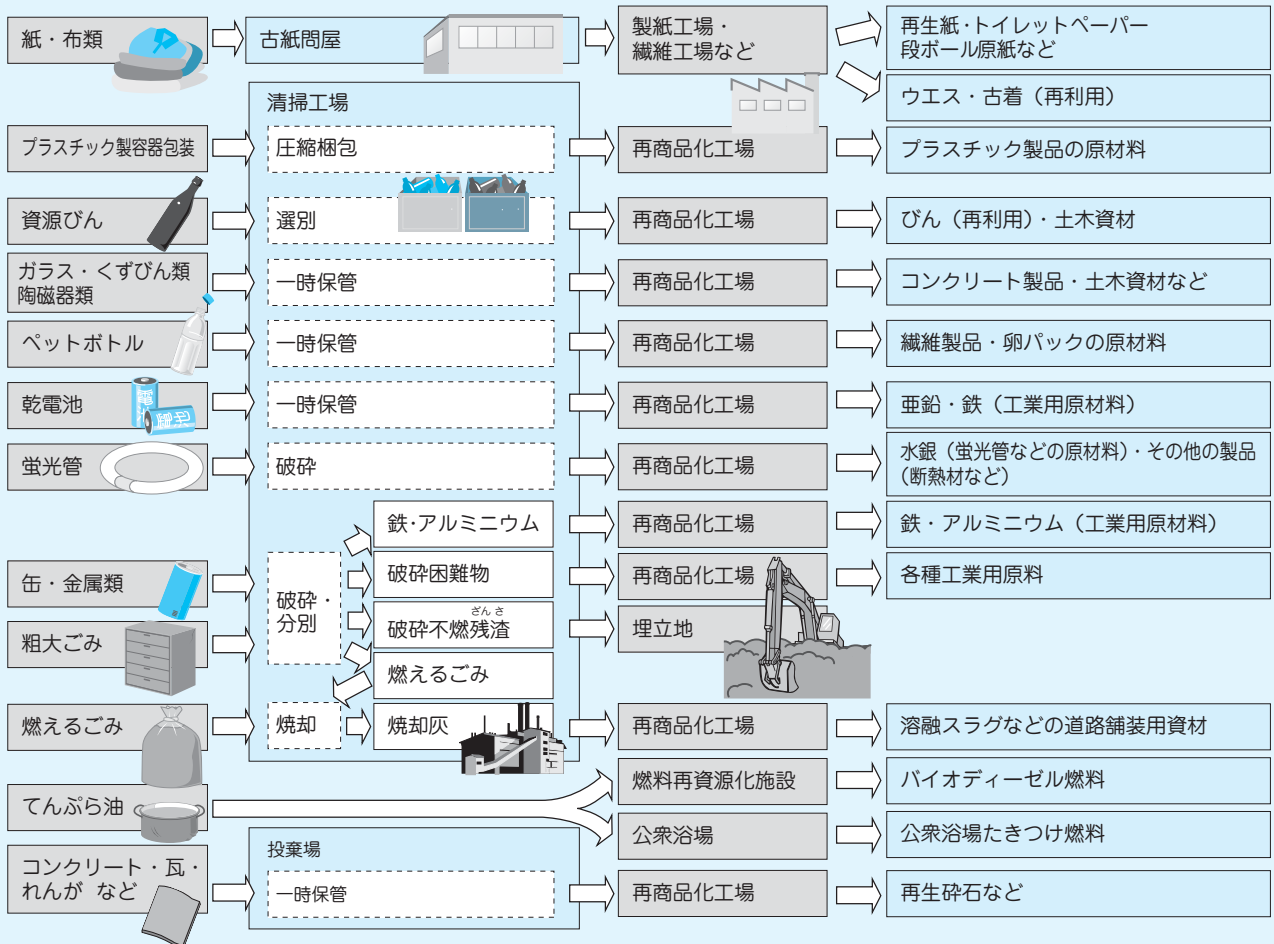 紙・布類
古紙問屋
製紙工場・
繊維工場など
再生紙・トイレットペーパー
段ボール原紙など
ウエス・古着（再利用）
清掃工場
プラスチック製容器包装
圧縮梱包
再商品化工場
プラスチック製品の原材料
資源びん
選別
再商品化工場
びん（再利用）・土木資材
ガラス・くずびん類
陶磁器類
一時保管
再商品化工場
コンクリート製品・土木資材など
ペットボトル
一時保管
再商品化工場
繊維製品・卵パックの原材料
乾電池
電池
電池
一時保管
再商品化工場
亜鉛・鉄（工業用原材料）
蛍光管
破砕
再商品化工場
水銀（蛍光管などの原材料）・その他の製品
（断熱材など）
鉄・アルミニウム
再商品化工場
鉄・アルミニウム（工業用原材料）
缶・金属類
粗大ごみ
破砕・
分別
破砕困難物
再商品化工場
各種工業用原料
ざんさ
破砕不燃残渣
埋立地
燃えるごみ
燃えるごみ
焼却
焼却灰
再商品化工場
溶融スラグなどの道路舗装用資材
てんぷら油
燃料再資源化施設
バイオディーゼル燃料
公衆浴場
公衆浴場たきつけ燃料
コンクリート・瓦・
れんが など
投棄場
一時保管
再商品化工場
再生砕石など